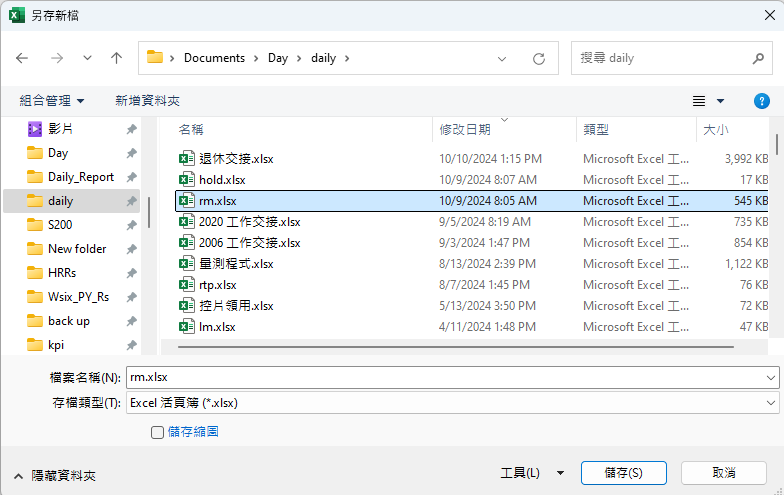 另存新檔
Documents > Day > daily >
搜尋 daily
組合管理 新增資料夾
影片
Day
Daily_Report
daily
S200
New folder
HRRs
Wsix_PY_Rs
back up
kpi
名稱 修改日期 類型 大小
退休交接.xlsx 10/10/2024 1:15 PM Microsoft Excel 工... 3,992 KB
hold.xlsx 10/9/2024 8:07 AM Microsoft Excel 工... 17 KB
rm.xlsx 10/9/2024 8:05 AM Microsoft Excel 工... 545 KB
2020 工作交接.xlsx 9/5/2024 8:19 AM Microsoft Excel 工... 735 KB
2006 工作交接.xlsx 9/3/2024 1:47 PM Microsoft Excel 工... 854 KB
量測程式.xlsx 8/13/2024 2:39 PM Microsoft Excel 工... 1,122 KB
rtp.xlsx 8/7/2024 1:45 PM Microsoft Excel 工... 76 KB
控片領用.xlsx 5/13/2024 3:50 PM Microsoft Excel 工... 72 KB
lm.xlsx 4/11/2024 1:48 PM Microsoft Excel 工... 47 KB
檔案名稱(N): rm.xlsx
存檔類型(T): Excel 活頁簿 (*.xlsx)
儲存縮圖
隱藏資料夾 工具(L) 儲存(S) 取消